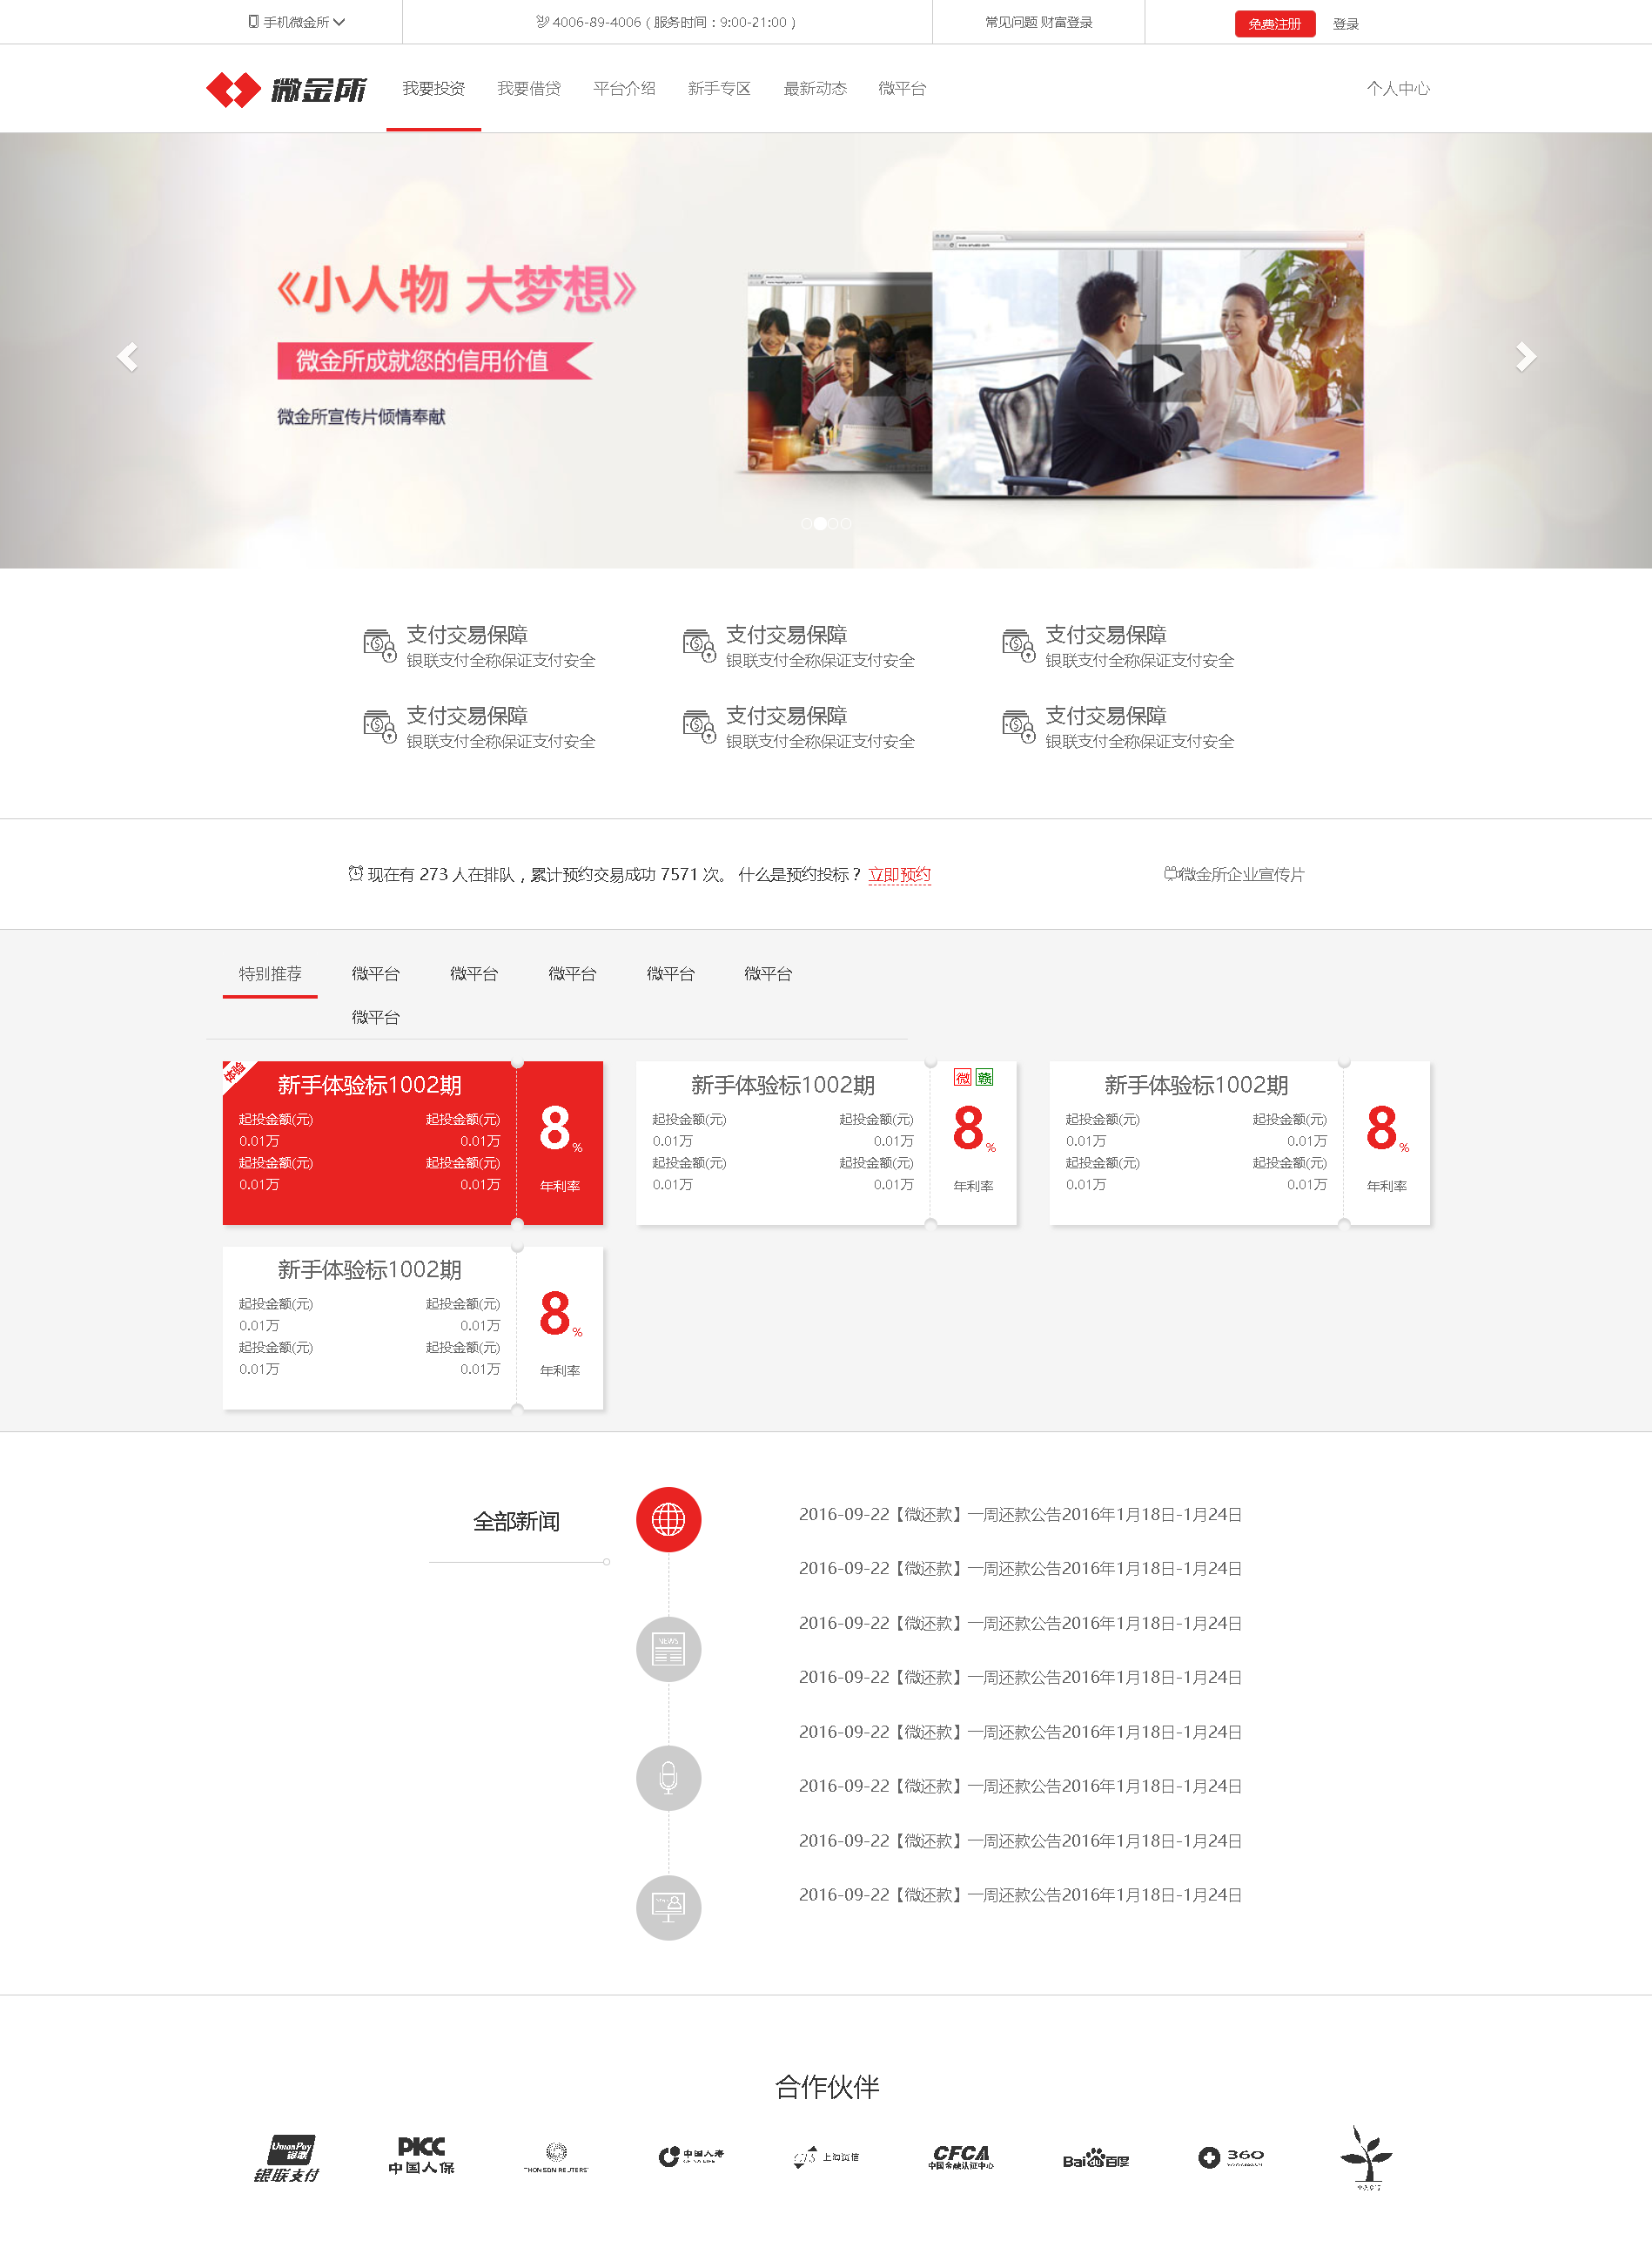 手机微金所
4006-89-4006（服务时间：9:00-21:00）
常见问题 财富登录
免费注册
登录
微金所
我要投资 我要借贷 平台介绍 新手专区 最新动态 微平台
个人中心
《小人物 大梦想》
微金所成就您的信用价值
微金所宣传片倾情奉献
支付交易保障
银联支付全称保证支付安全
支付交易保障
银联支付全称保证支付安全
支付交易保障
银联支付全称保证支付安全
支付交易保障
银联支付全称保证支付安全
支付交易保障
银联支付全称保证支付安全
支付交易保障
银联支付全称保证支付安全
现在有 273 人在排队，累计预约交易成功 7571 次。 什么是预约投标？ 立即预约
微金所企业宣传片
特别推荐 微平台 微平台 微平台 微平台 微平台
微平台
体验
新手体验标1002期
起投金额(元) 起投金额(元)
0.01万 0.01万
起投金额(元) 起投金额(元)
0.01万 0.01万
8%
年利率
新手体验标1002期
起投金额(元) 起投金额(元)
0.01万 0.01万
起投金额(元) 起投金额(元)
0.01万 0.01万
微 赣
8%
年利率
新手体验标1002期
起投金额(元) 起投金额(元)
0.01万 0.01万
起投金额(元) 起投金额(元)
0.01万 0.01万
8%
年利率
新手体验标1002期
起投金额(元) 起投金额(元)
0.01万 0.01万
起投金额(元) 起投金额(元)
0.01万 0.01万
8%
年利率
全部新闻
NEWS
2016-09-22【微还款】一周还款公告2016年1月18日-1月24日
2016-09-22【微还款】一周还款公告2016年1月18日-1月24日
2016-09-22【微还款】一周还款公告2016年1月18日-1月24日
2016-09-22【微还款】一周还款公告2016年1月18日-1月24日
2016-09-22【微还款】一周还款公告2016年1月18日-1月24日
2016-09-22【微还款】一周还款公告2016年1月18日-1月24日
2016-09-22【微还款】一周还款公告2016年1月18日-1月24日
2016-09-22【微还款】一周还款公告2016年1月18日-1月24日
合作伙伴
UnionPay
银联
银联支付
PICC
中国人保
THOMSON REUTERS
中国人寿
CHINA LIFE
上海资信
CFCA
中国金融认证中心
Baidu百度
360